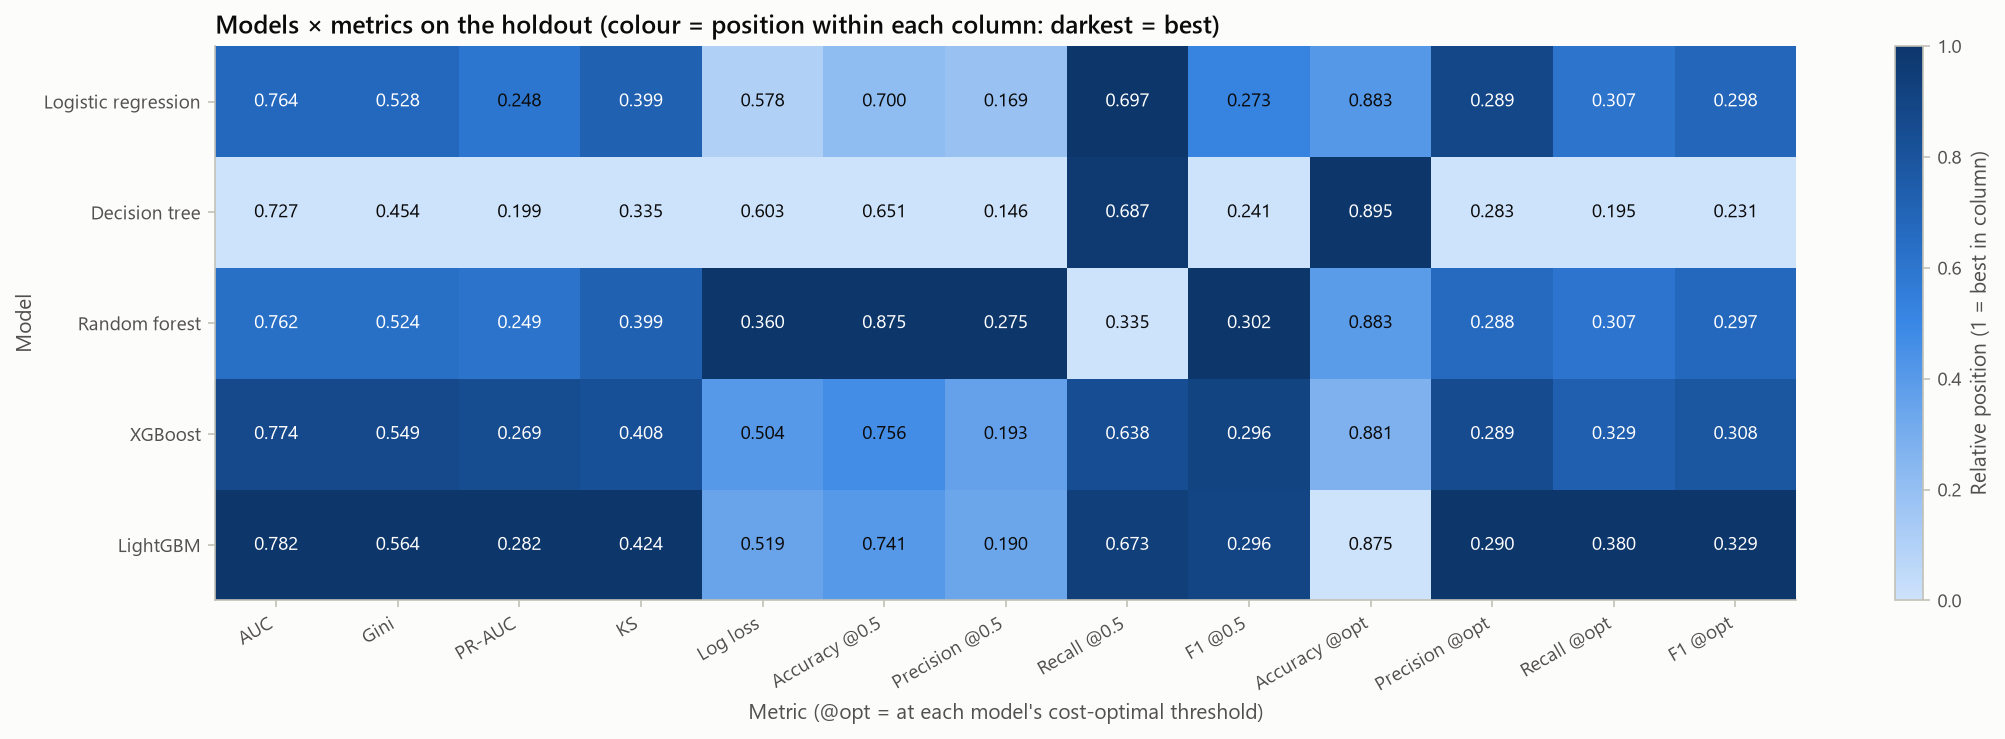 Models × metrics on the holdout (colour = position within each column: darkest = best)
Logistic regression 0.764 0.528 0.248 0.399 0.578 0.700 0.169 0.697 0.273 0.883 0.289 0.307 0.298
Decision tree 0.727 0.454 0.199 0.335 0.603 0.651 0.146 0.687 0.241 0.895 0.283 0.195 0.231
Random forest 0.762 0.524 0.249 0.399 0.360 0.875 0.275 0.335 0.302 0.883 0.288 0.307 0.297
XGBoost 0.774 0.549 0.269 0.408 0.504 0.756 0.193 0.638 0.296 0.881 0.289 0.329 0.308
LightGBM 0.782 0.564 0.282 0.424 0.519 0.741 0.190 0.673 0.296 0.875 0.290 0.380 0.329
Model
AUC Gini PR-AUC KS Log loss Accuracy @0.5 Precision @0.5 Recall @0.5 F1 @0.5 Accuracy @opt Precision @opt Recall @opt F1 @opt
Metric (@opt = at each model's cost-optimal threshold)
1.0
0.8
0.6
0.4
0.2
0.0
Relative position (1 = best in column)